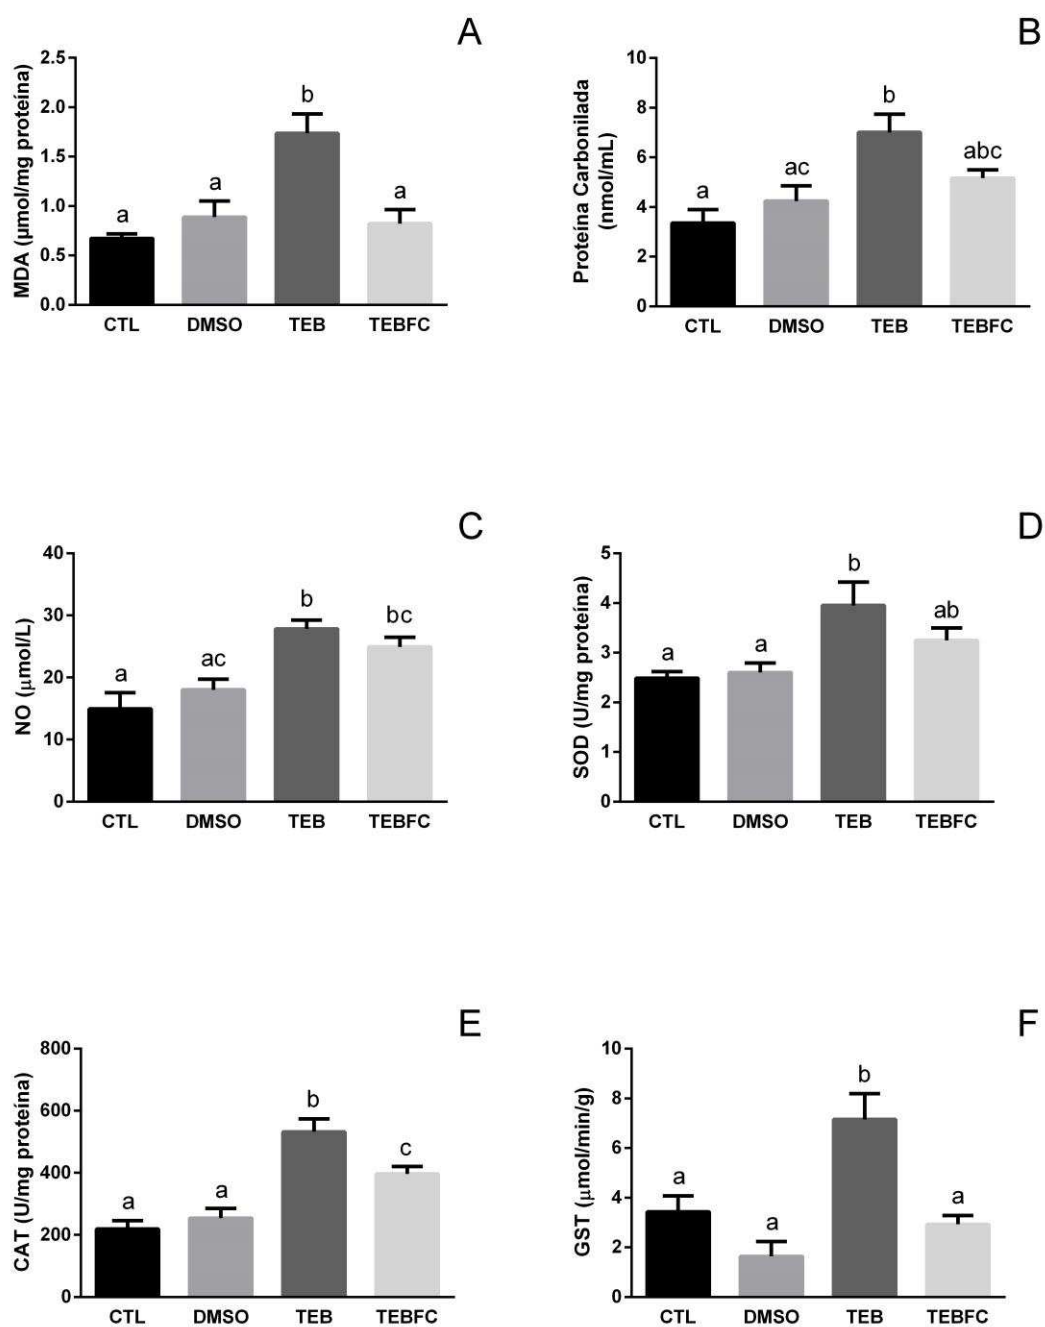 A
MDA (µmol/mg proteína)
2.5
2.0
1.5
1.0
0.5
0.0
a
a
b
a
CTL DMSO TEB TEBFC
B
Proteína Carbonilada
(nmol/mL)
10
8
6
4
2
0
a
ac
b
abc
CTL DMSO TEB TEBFC
C
NO (µmol/L)
40
30
20
10
0
a
ac
b
bc
CTL DMSO TEB TEBFC
D
SOD (U/mg proteína)
5
4
3
2
1
0
a
a
b
ab
CTL DMSO TEB TEBFC
E
CAT (U/mg proteína)
800
600
400
200
0
a
a
b
c
CTL DMSO TEB TEBFC
F
GST (µmol/min/g)
10
8
6
4
2
0
a
a
b
a
CTL DMSO TEB TEBFC